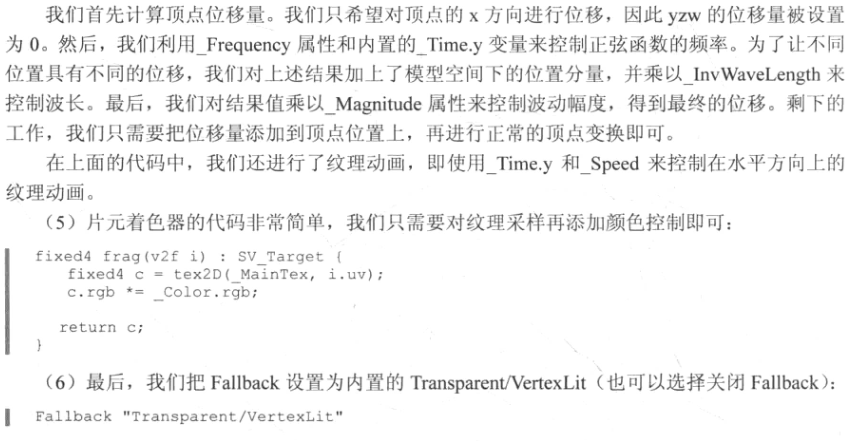 我们首先计算顶点位移量。我们只希望对顶点的 x 方向进行位移，因此 yzw 的位移量被设置
为 0。然后，我们利用_Frequency 属性和内置的_Time.y 变量来控制正弦函数的频率。为了让不同
位置具有不同的位移，我们对上述结果加上了模型空间下的位置分量，并乘以_InvWaveLength 来
控制波长。最后，我们对结果值乘以_Magnitude 属性来控制波动幅度，得到最终的位移。剩下的
工作，我们只需要把位移量添加到顶点位置上，再进行正常的顶点变换即可。
在上面的代码中，我们还进行了纹理动画，即使用_Time.y 和_Speed 来控制在水平方向上的
纹理动画。
（5）片元着色器的代码非常简单，我们只需要对纹理采样再添加颜色控制即可：
fixed4 frag(v2f i) : SV_Target {
fixed4 c = tex2D(_MainTex, i.uv);
c.rgb *= _Color.rgb;
return c;
}
（6）最后，我们把 Fallback 设置为内置的 Transparent/VertexLit（也可以选择关闭 Fallback）：
Fallback "Transparent/VertexLit"